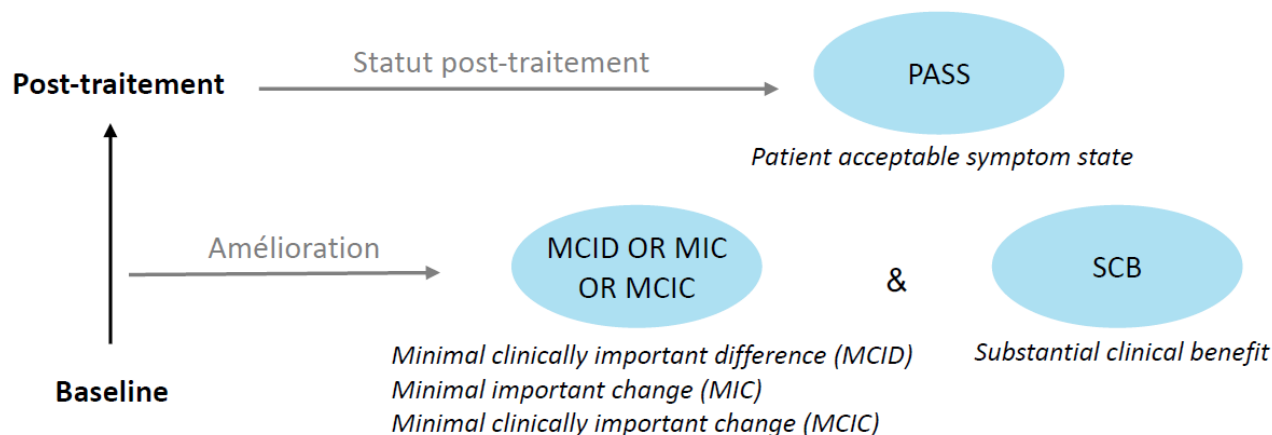 Statut post-traitement
Post-traitement
PASS
Patient acceptable symptom state
Amélioration
MCID OR MIC
OR MCIC
&
SCB
Minimal clinically important difference (MCID)
Substantial clinical benefit
Baseline
Minimal important change (MIC)
Minimal clinically important change (MCIC)